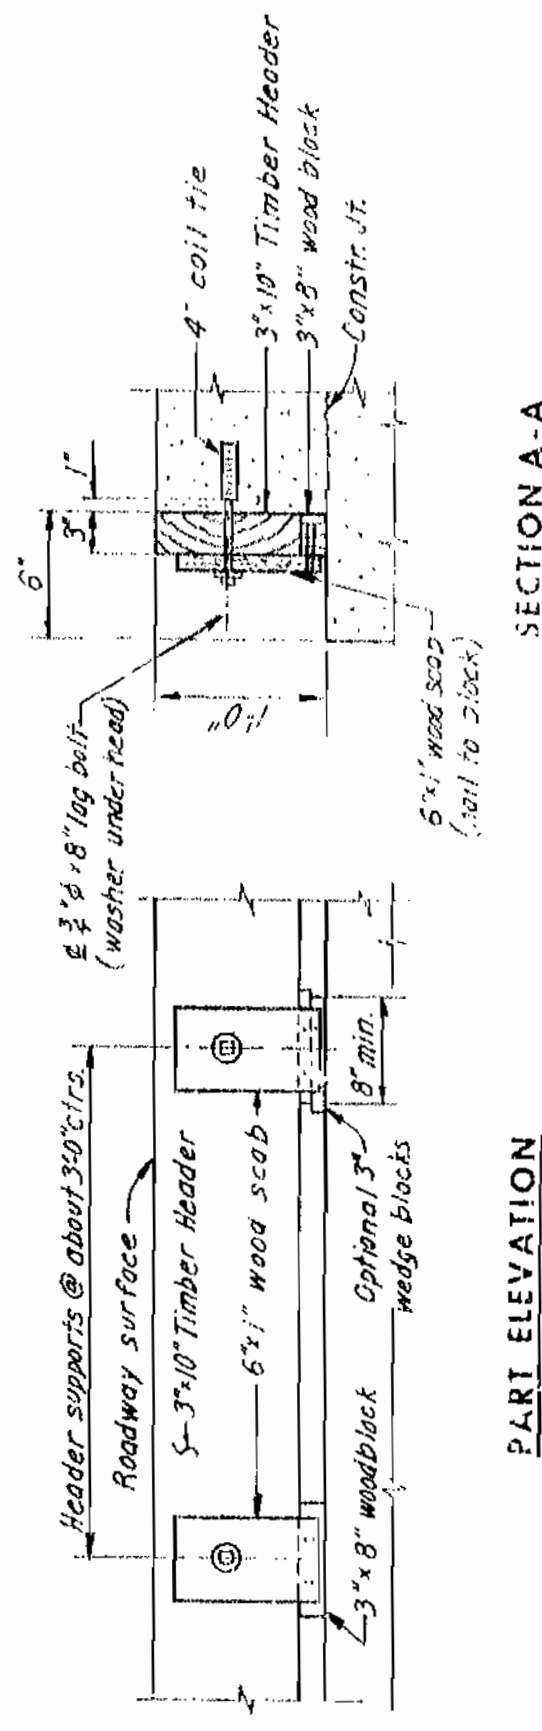 Header supports @ about 3'-0" ctrs.
Roadway surface
3"x10" Timber Header
6"x1" wood scab
3"x8" woodblock
Optional 3"
wedge blocks
8" min.
PART ELEVATION
℄ 3/4" ϕ x 8" lag bolt
(washer under head)
6"
3"
1"
1'-0"
4" coil tie
3"x10" Timber Header
3"x8" wood block
Constr. Jt.
6"x1" wood scab
(nail to block)
SECTION A-A